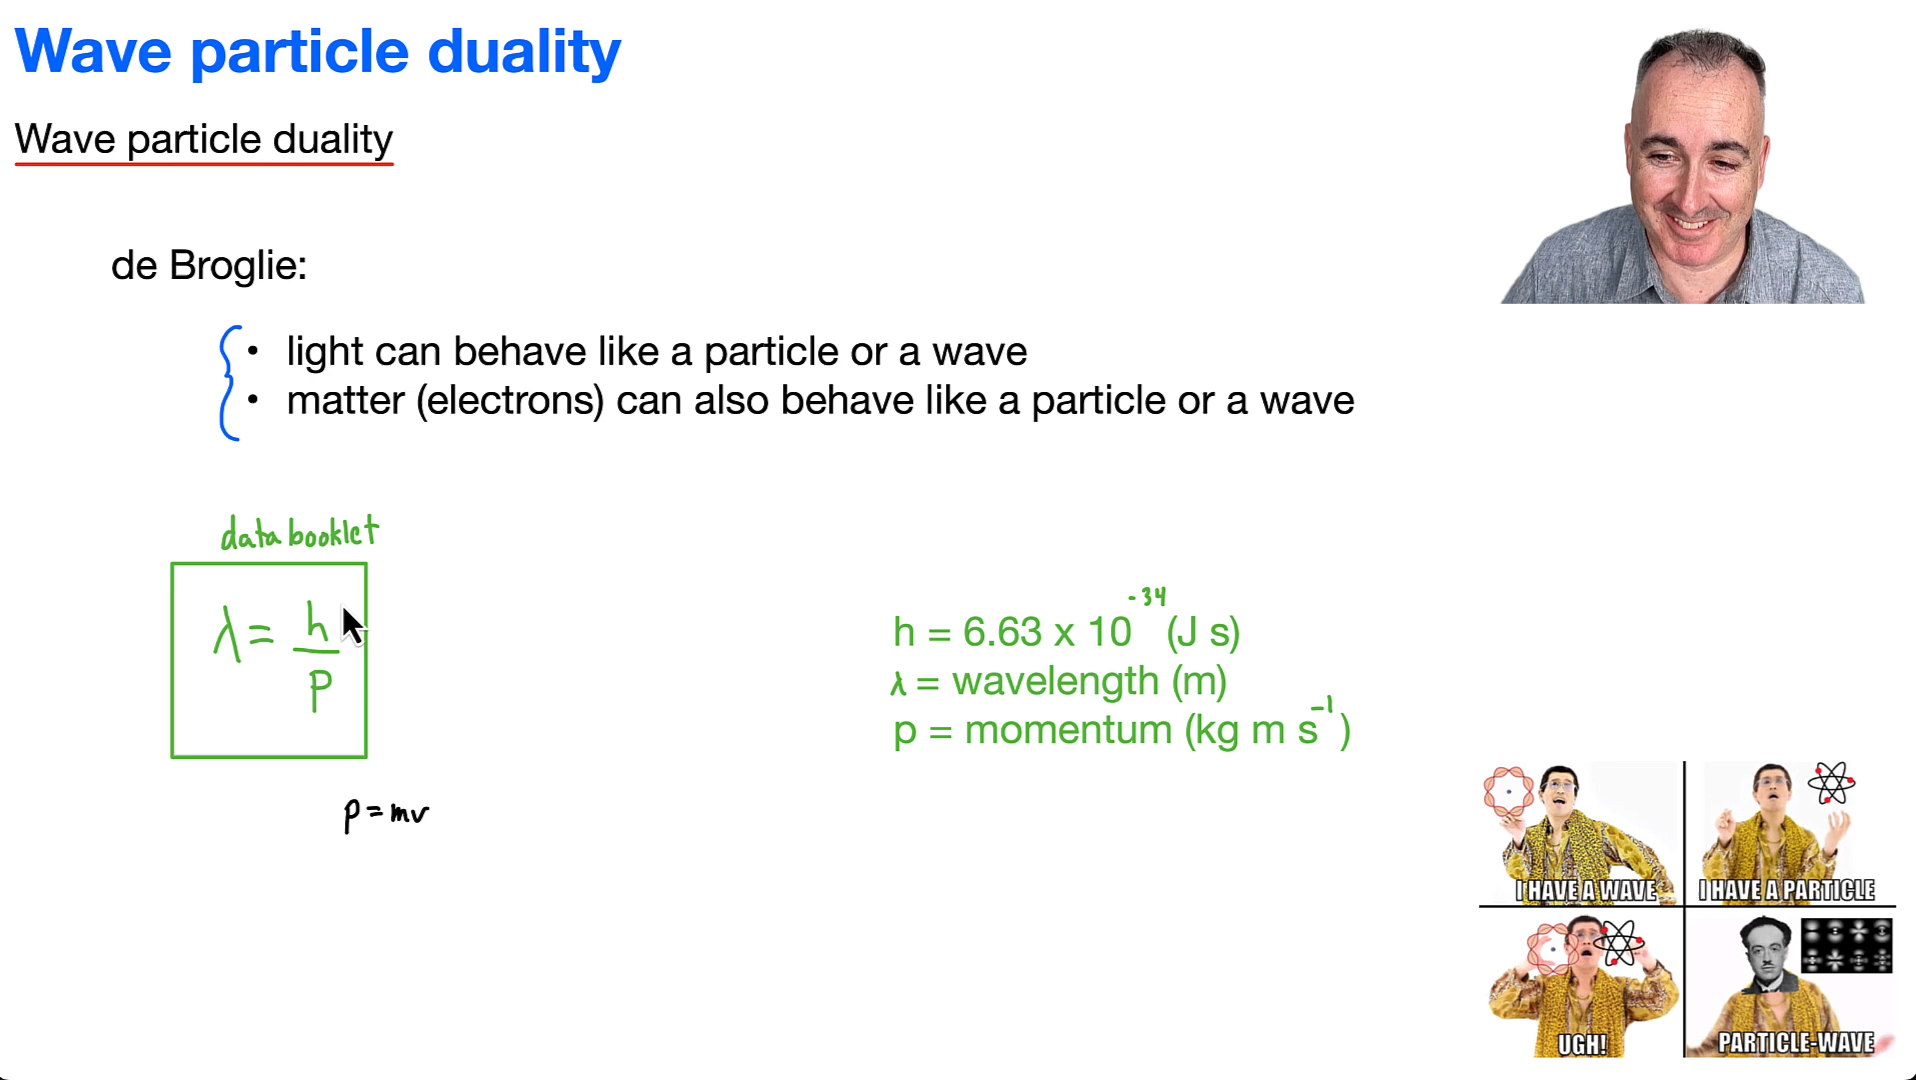 Wave particle duality
Wave particle duality
de Broglie:
• light can behave like a particle or a wave
• matter (electrons) can also behave like a particle or a wave
data booklet
λ = h/p
p = mv
h = 6.63 x 10⁻³⁴ (J s)
λ = wavelength (m)
p = momentum (kg m s⁻¹)
I HAVE A WAVE
I HAVE A PARTICLE
UGH!
PARTICLE-WAVE